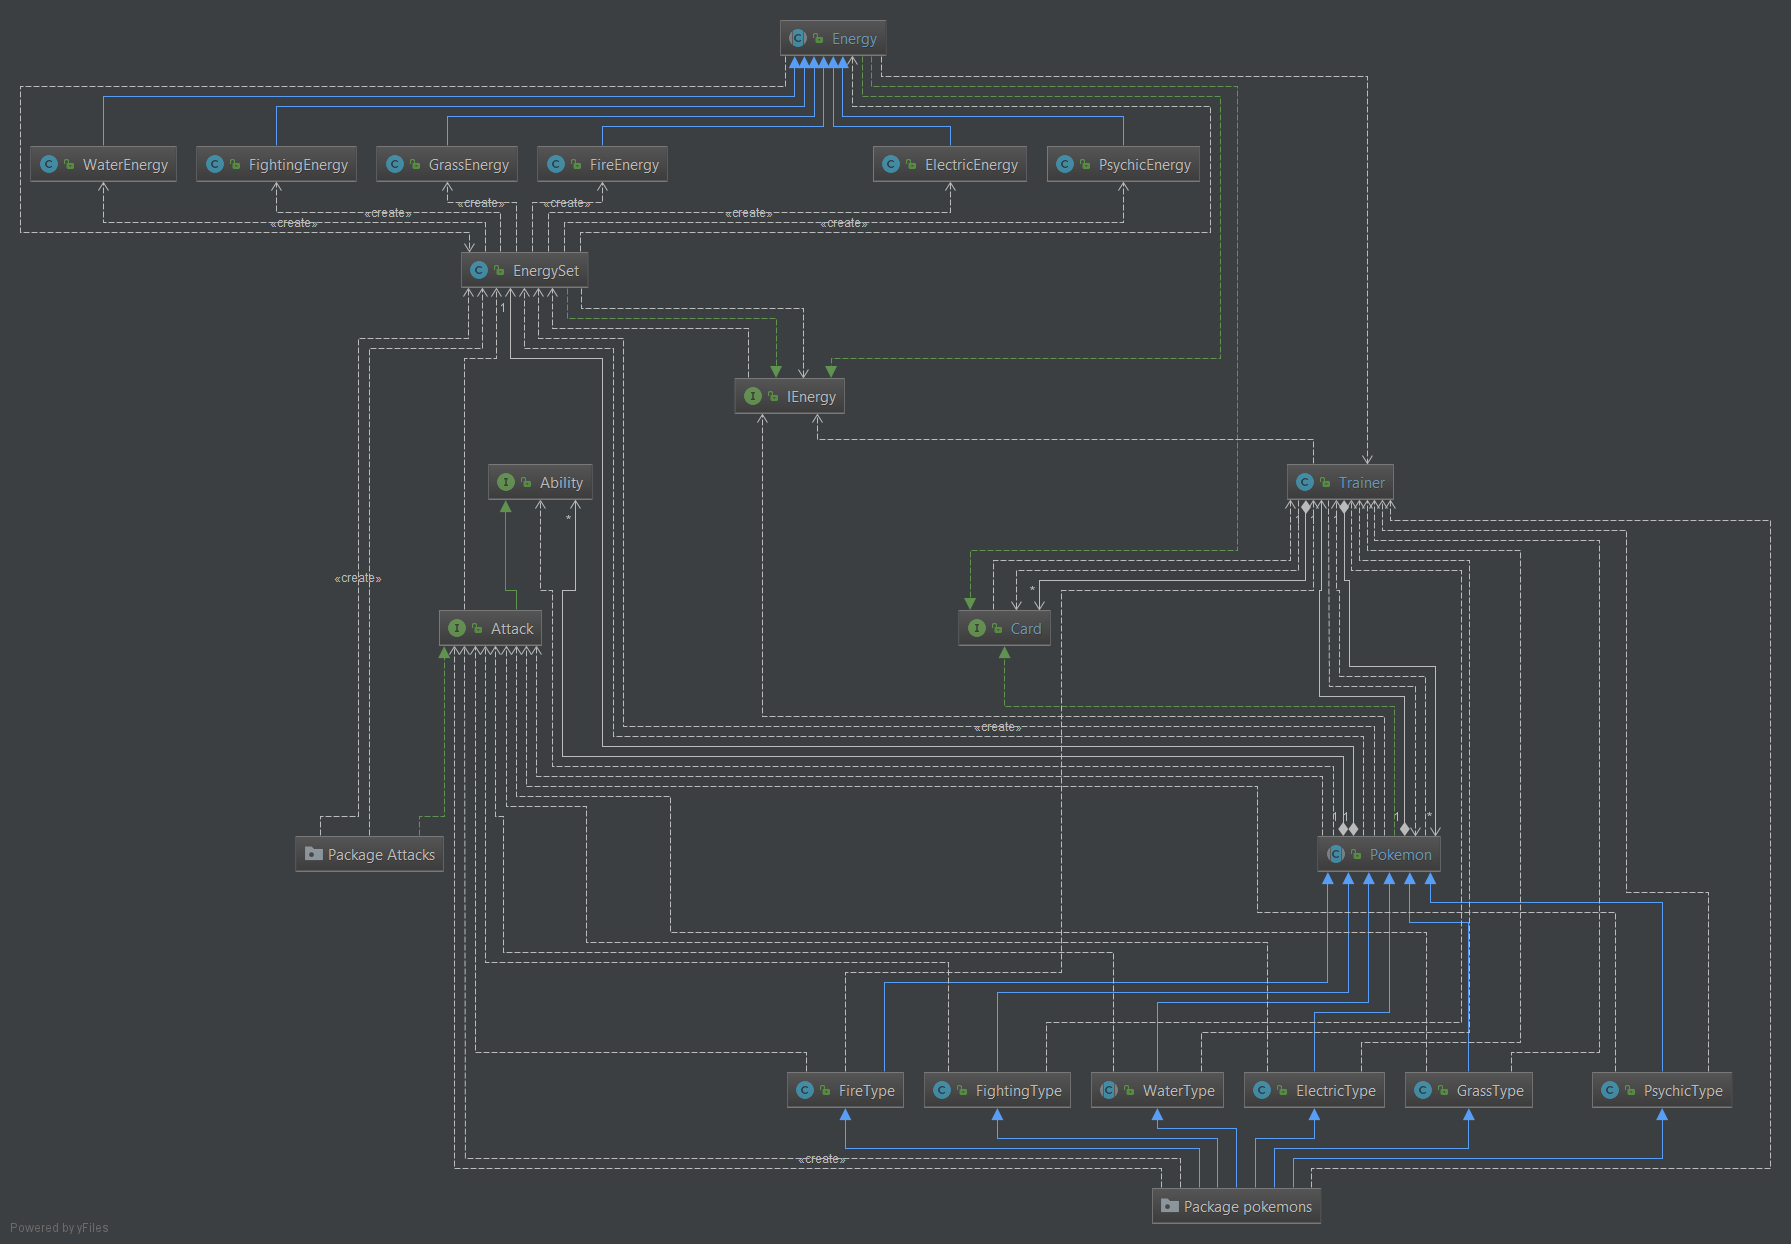 Energy
WaterEnergy
FightingEnergy
GrassEnergy
FireEnergy
ElectricEnergy
PsychicEnergy
«create»
«create»
«create»
«create»
«create»
«create»
EnergySet
1
IEnergy
Ability
Trainer
*
«create»
*
Attack
Card
«create»
1
1
1
*
Package Attacks
Pokemon
FireType
FightingType
WaterType
ElectricType
GrassType
PsychicType
«create»
Package pokemons
Powered by yFiles